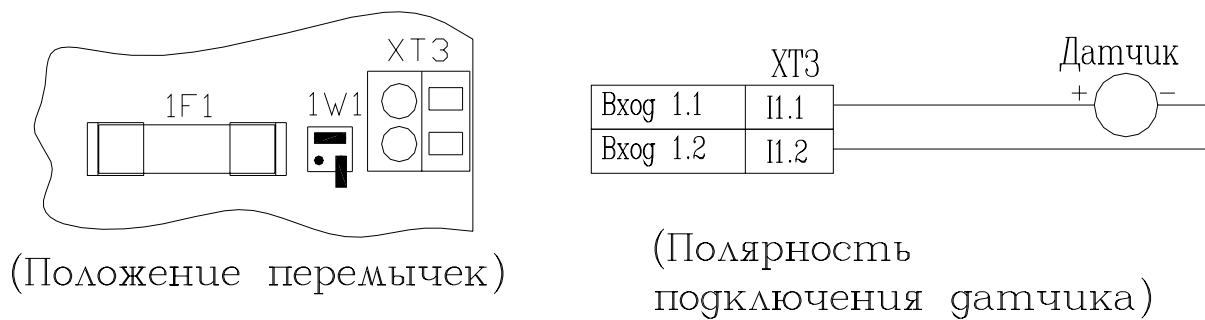 XT3
1F1
1W1
(Положение перемычек)
XT3
Датчик
+ −
Вход 1.1 I1.1
Вход 1.2 I1.2
(Полярность
подключения датчика)